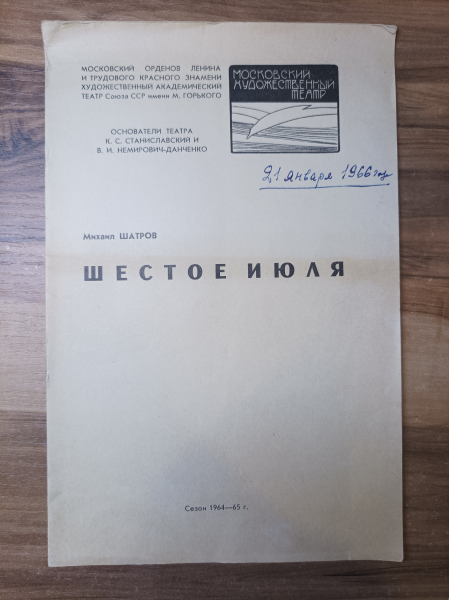 МОСКОВСКИЙ ОРДЕНОВ ЛЕНИНА
И ТРУДОВОГО КРАСНОГО ЗНАМЕНИ
ХУДОЖЕСТВЕННЫЙ АКАДЕМИЧЕСКИЙ
ТЕАТР Союза ССР имени М. ГОРЬКОГО
МОСКОВСКИЙ
ХУДОЖЕСТВЕННЫЙ
ТЕАТР
ОСНОВАТЕЛИ ТЕАТРА
К. С. СТАНИСЛАВСКИЙ И
В. И. НЕМИРОВИЧ-ДАНЧЕНКО
21 января 1966 год
Михаил ШАТРОВ
ШЕСТОЕ ИЮЛЯ
Сезон 1964—65 г.